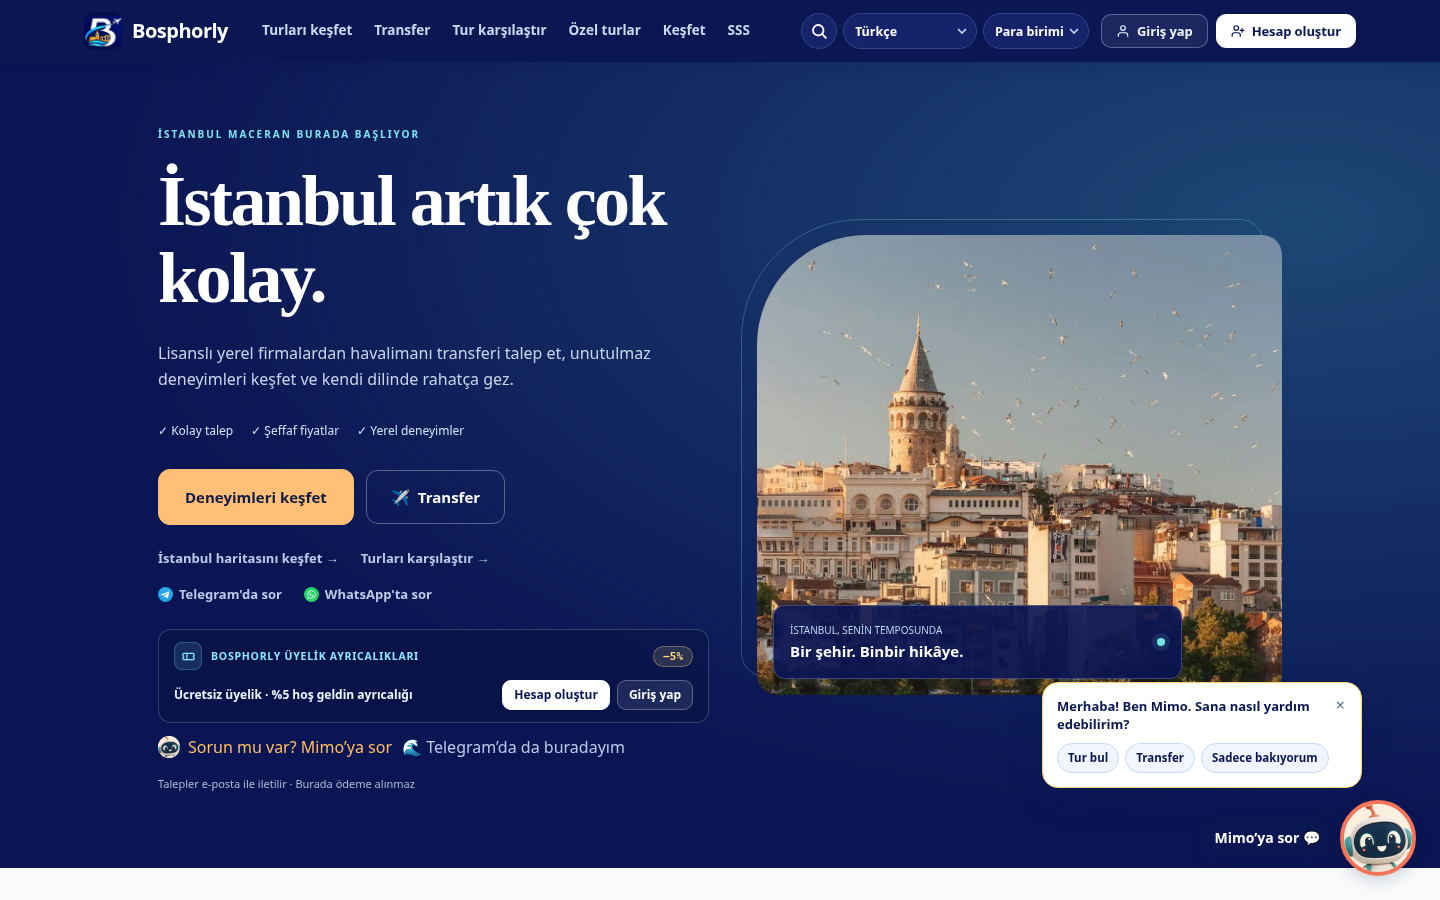 Bosphorly
Turları keşfet
Transfer
Tur karşılaştır
Özel turlar
Keşfet
SSS
Türkçe
Para birimi
Giriş yap
Hesap oluştur
İSTANBUL MACERAN BURADA BAŞLIYOR
İstanbul artık çok
kolay.
Lisanslı yerel firmalardan havalimanı transferi talep et, unutulmaz
deneyimleri keşfet ve kendi dilinde rahatça gez.
✓ Kolay talep
✓ Şeffaf fiyatlar
✓ Yerel deneyimler
Deneyimleri keşfet
✈️ Transfer
İstanbul haritasını keşfet →
Turları karşılaştır →
Telegram'da sor
WhatsApp'ta sor
BOSPHORLY ÜYELİK AYRICALIKLARI
−5%
Ücretsiz üyelik · %5 hoş geldin ayrıcalığı
Hesap oluştur
Giriş yap
Sorun mu var? Mimo’ya sor
🌊 Telegram’da da buradayım
Talepler e-posta ile iletilir · Burada ödeme alınmaz
İSTANBUL, SENİN TEMPOSUNDA
Bir şehir. Binbir hikâye.
Merhaba! Ben Mimo. Sana nasıl yardım
edebilirim?
×
Tur bul
Transfer
Sadece bakıyorum
Mimo’ya sor 💬